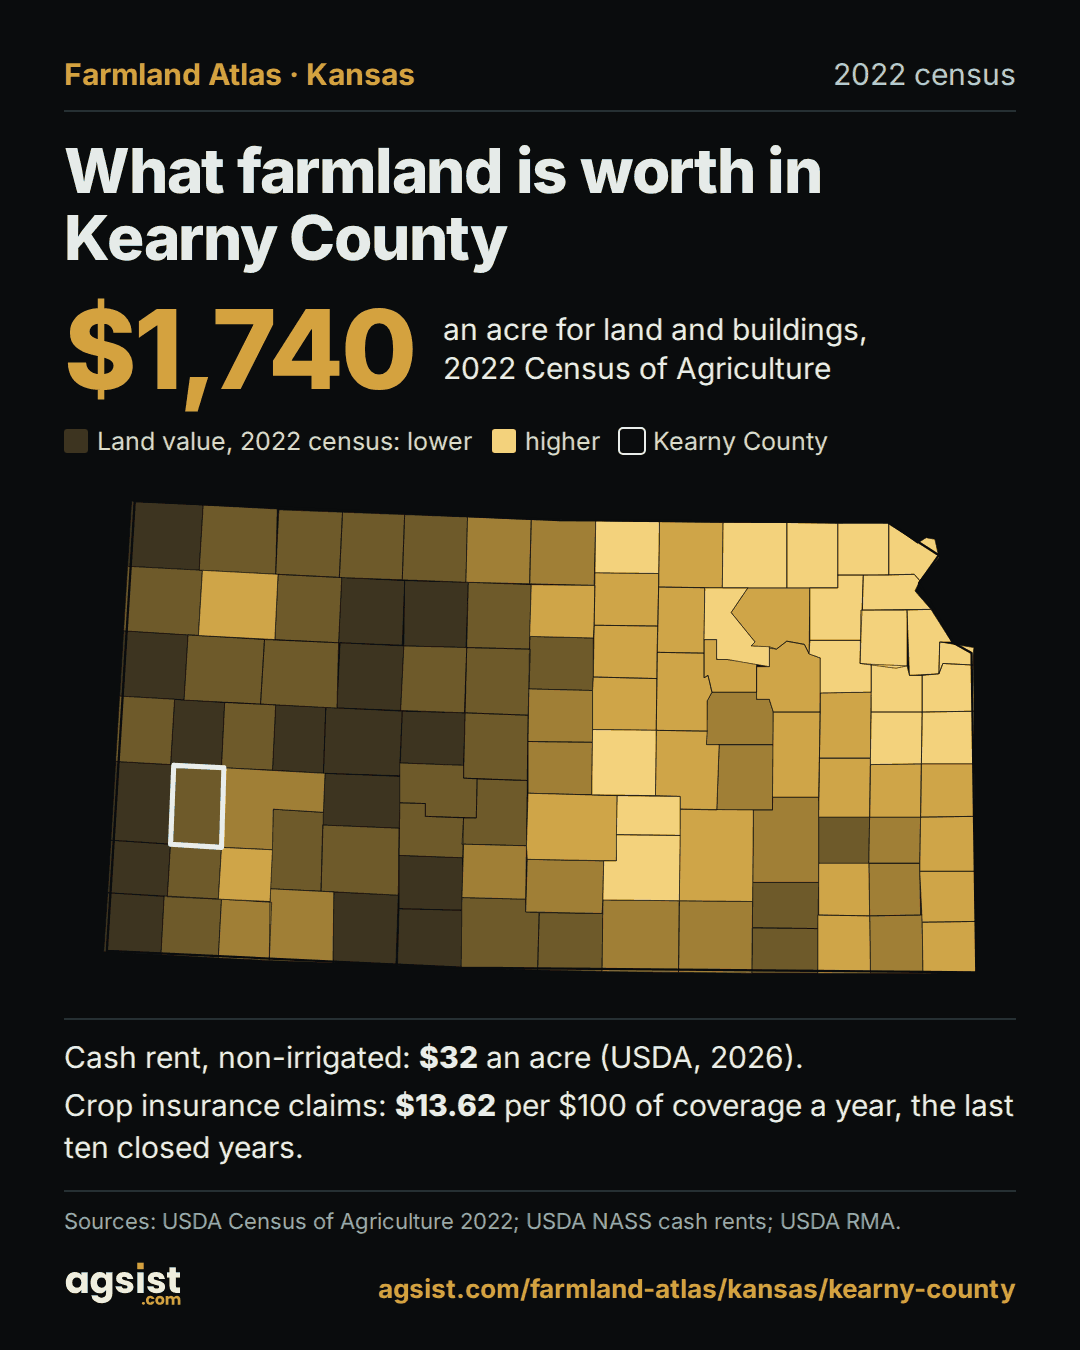 Farmland Atlas · Kansas
2022 census
What farmland is worth in
Kearny County
$1,740
an acre for land and buildings,
2022 Census of Agriculture
Land value, 2022 census: lower
higher
Kearny County
Cash rent, non-irrigated: $32 an acre (USDA, 2026).
Crop insurance claims: $13.62 per $100 of coverage a year, the last
ten closed years.
Sources: USDA Census of Agriculture 2022; USDA NASS cash rents; USDA RMA.
agsist
.com
agsist.com/farmland-atlas/kansas/kearny-county